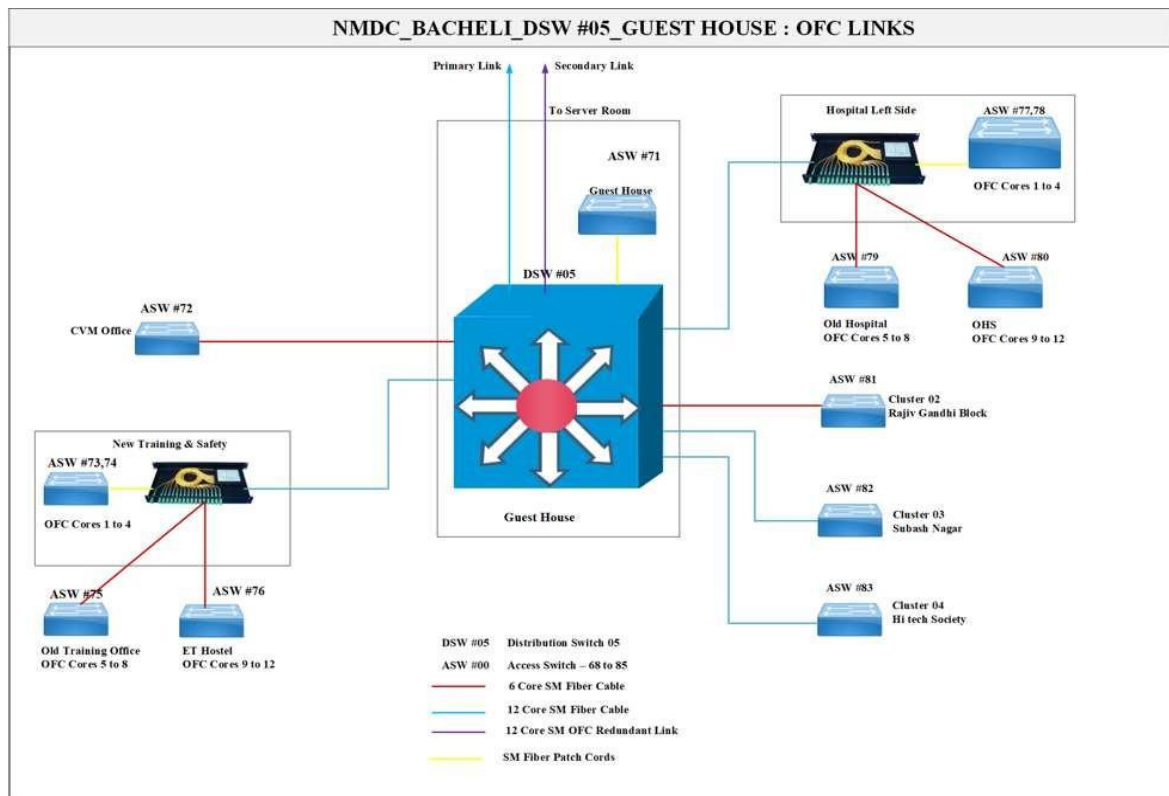 NMDC_BACHELI_DSW #05_GUEST HOUSE : OFC LINKS
Primary Link
Secondary Link
To Server Room
ASW #71
Guest House
DSW #05
Guest House
Hospital Left Side
ASW #77,78
OFC Cores 1 to 4
ASW #79
Old Hospital
OFC Cores 5 to 8
ASW #80
OHS
OFC Cores 9 to 12
ASW #72
CVM Office
ASW #81
Cluster 02
Rajiv Gandhi Block
New Training & Safety
ASW #73,74
OFC Cores 1 to 4
ASW #82
Cluster 03
Subash Nagar
ASW #75
Old Training Office
OFC Cores 5 to 8
ASW #76
ET Hostel
OFC Cores 9 to 12
ASW #83
Cluster 04
Hi tech Society
DSW #05 Distribution Switch 05
ASW #00 Access Switch – 68 to 85
6 Core SM Fiber Cable
12 Core SM Fiber Cable
12 Core SM OFC Redundant Link
SM Fiber Patch Cords